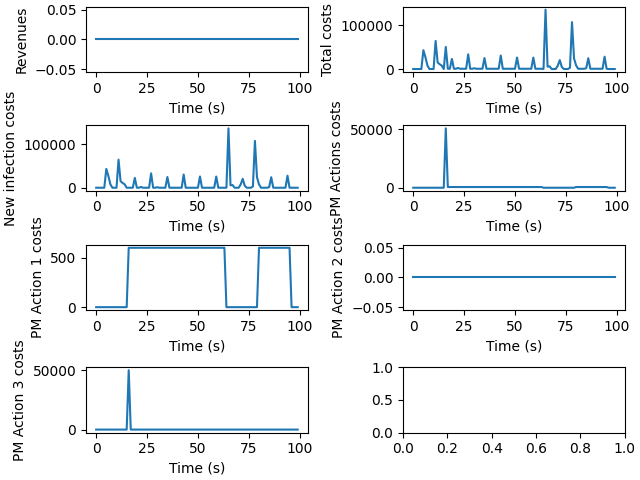 Revenues
0.05
0.00
−0.05
0 25 50 75 100
Time (s)
Total costs
100000
0
0 25 50 75 100
Time (s)
New infection costs
100000
0
0 25 50 75 100
Time (s)
PM Actions costs
50000
0
0 25 50 75 100
Time (s)
PM Action 1 costs
500
0
0 25 50 75 100
Time (s)
PM Action 2 costs
0.05
0.00
−0.05
0 25 50 75 100
Time (s)
PM Action 3 costs
50000
0
0 25 50 75 100
Time (s)
1.0
0.5
0.0
0.0 0.2 0.4 0.6 0.8 1.0